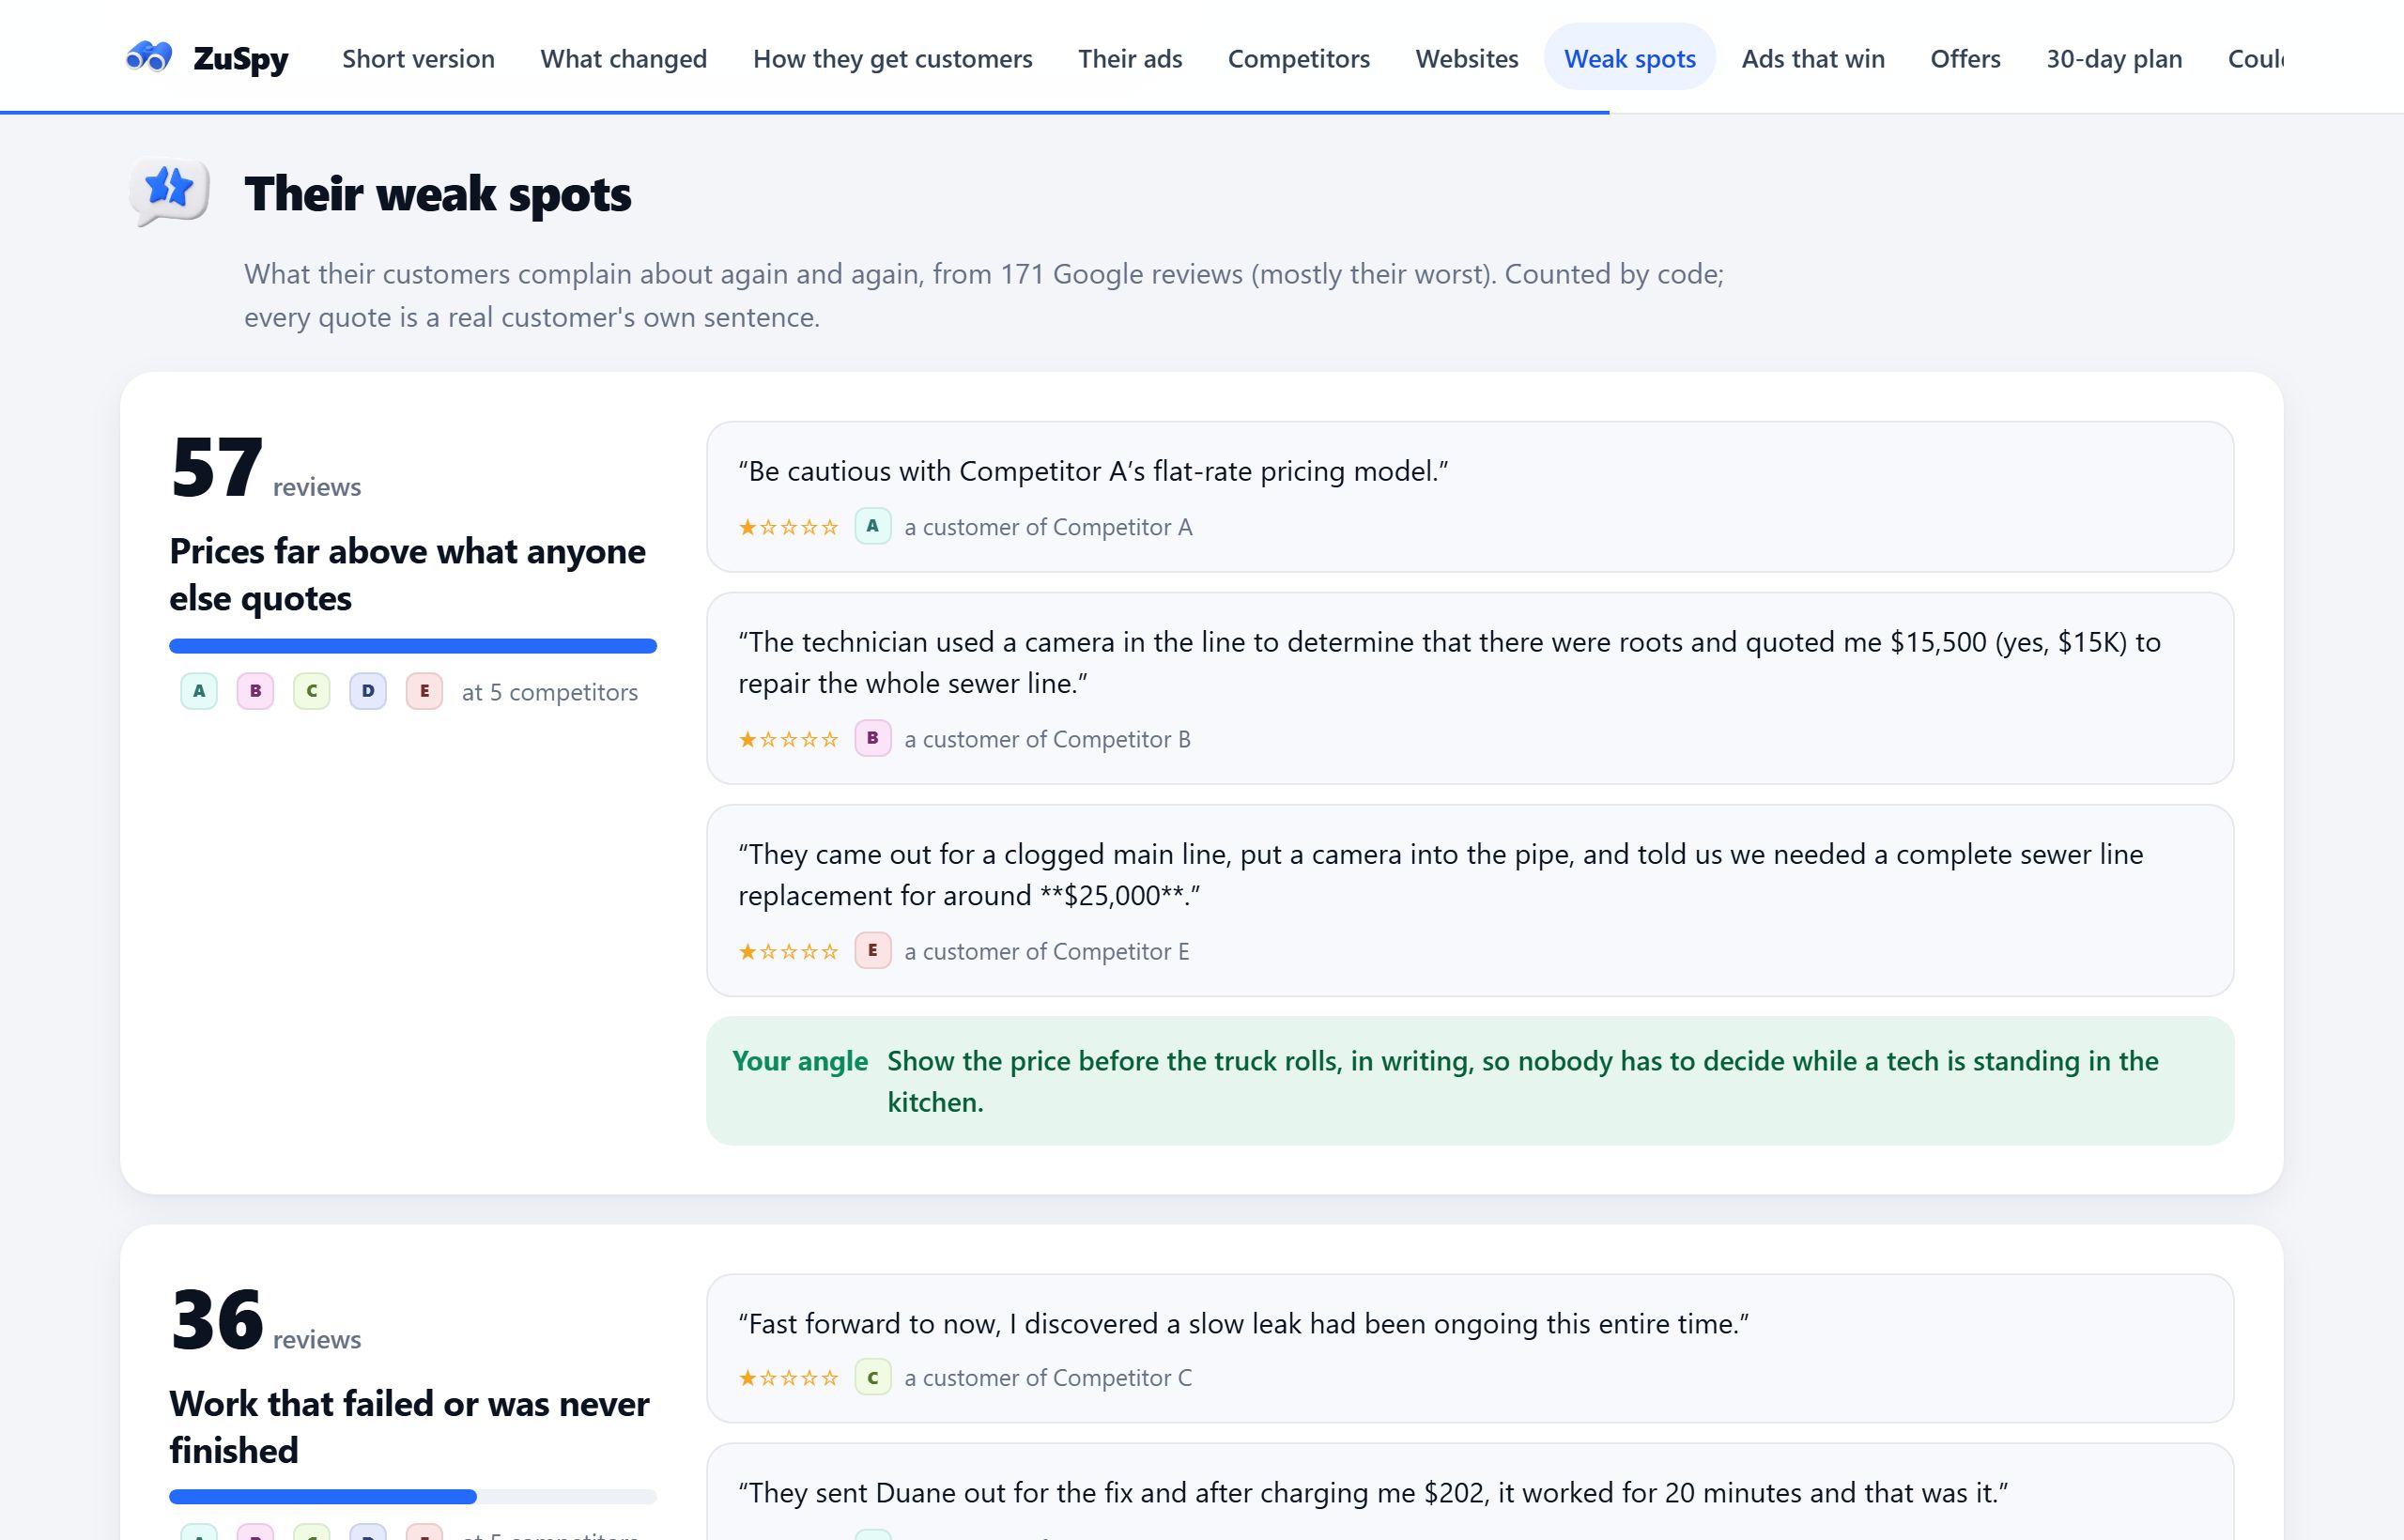 ZuSpy
Short version
What changed
How they get customers
Their ads
Competitors
Websites
Weak spots
Ads that win
Offers
30-day plan
Their weak spots
What their customers complain about again and again, from 171 Google reviews (mostly their worst). Counted by code;
every quote is a real customer's own sentence.
57 reviews
Prices far above what anyone
else quotes
A B C D E at 5 competitors
“Be cautious with Competitor A’s flat-rate pricing model.”
★☆☆☆☆ A a customer of Competitor A
“The technician used a camera in the line to determine that there were roots and quoted me $15,500 (yes, $15K) to
repair the whole sewer line.”
★☆☆☆☆ B a customer of Competitor B
“They came out for a clogged main line, put a camera into the pipe, and told us we needed a complete sewer line
replacement for around **$25,000**.”
★☆☆☆☆ E a customer of Competitor E
Your angle Show the price before the truck rolls, in writing, so nobody has to decide while a tech is standing in the
kitchen.
36 reviews
Work that failed or was never
finished
“Fast forward to now, I discovered a slow leak had been ongoing this entire time.”
★☆☆☆☆ C a customer of Competitor C
“They sent Duane out for the fix and after charging me $202, it worked for 20 minutes and that was it.”